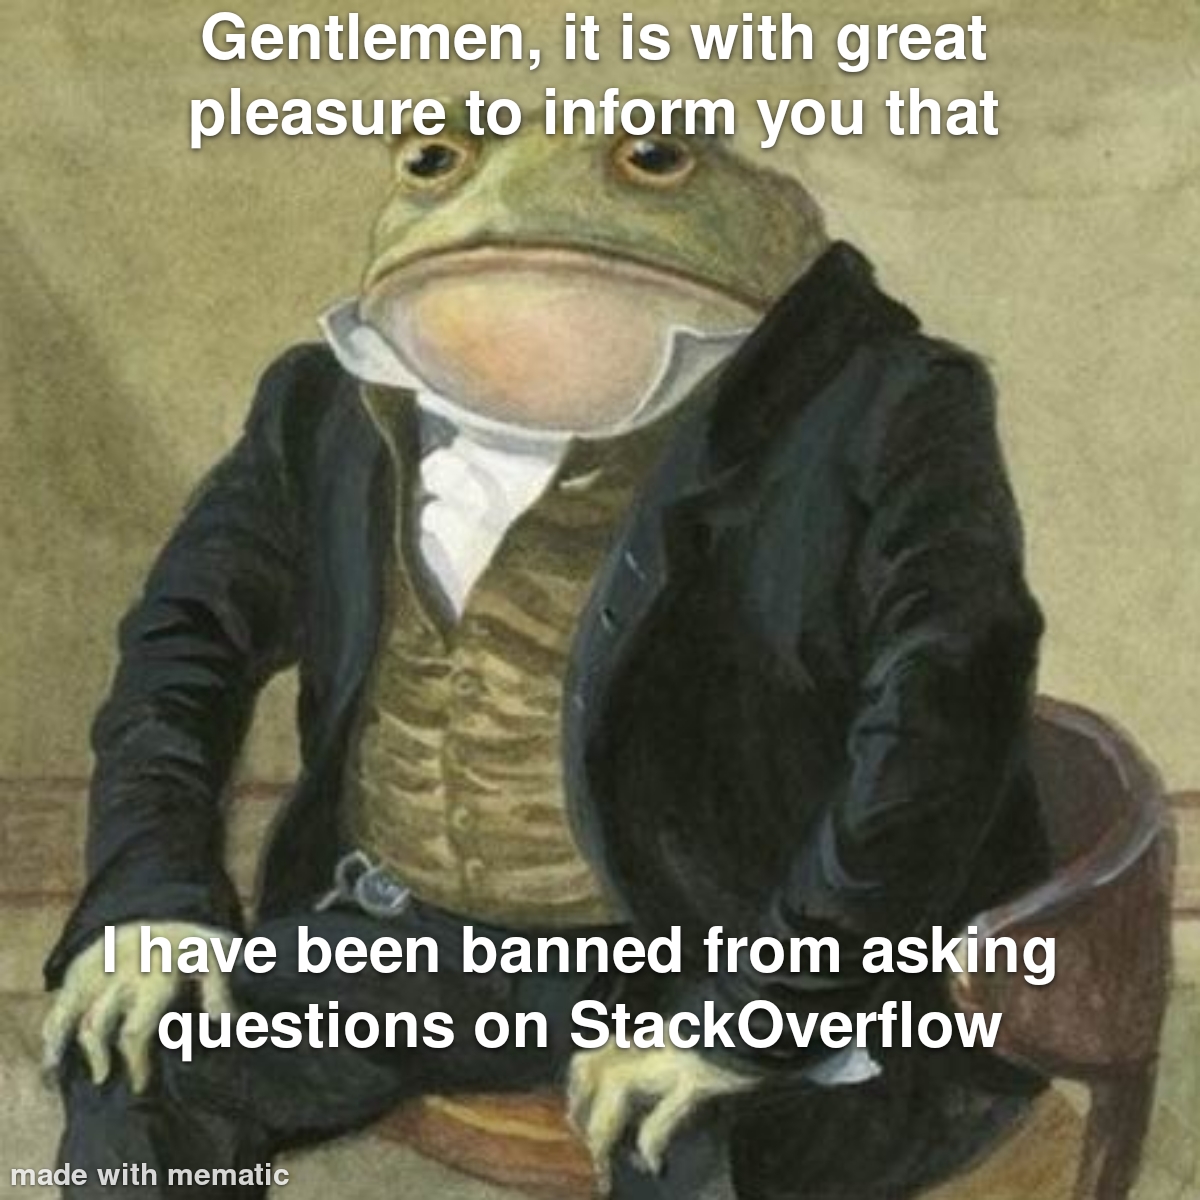 Gentlemen, it is with great
pleasure to inform you that
I have been banned from asking
questions on StackOverflow
made with mematic